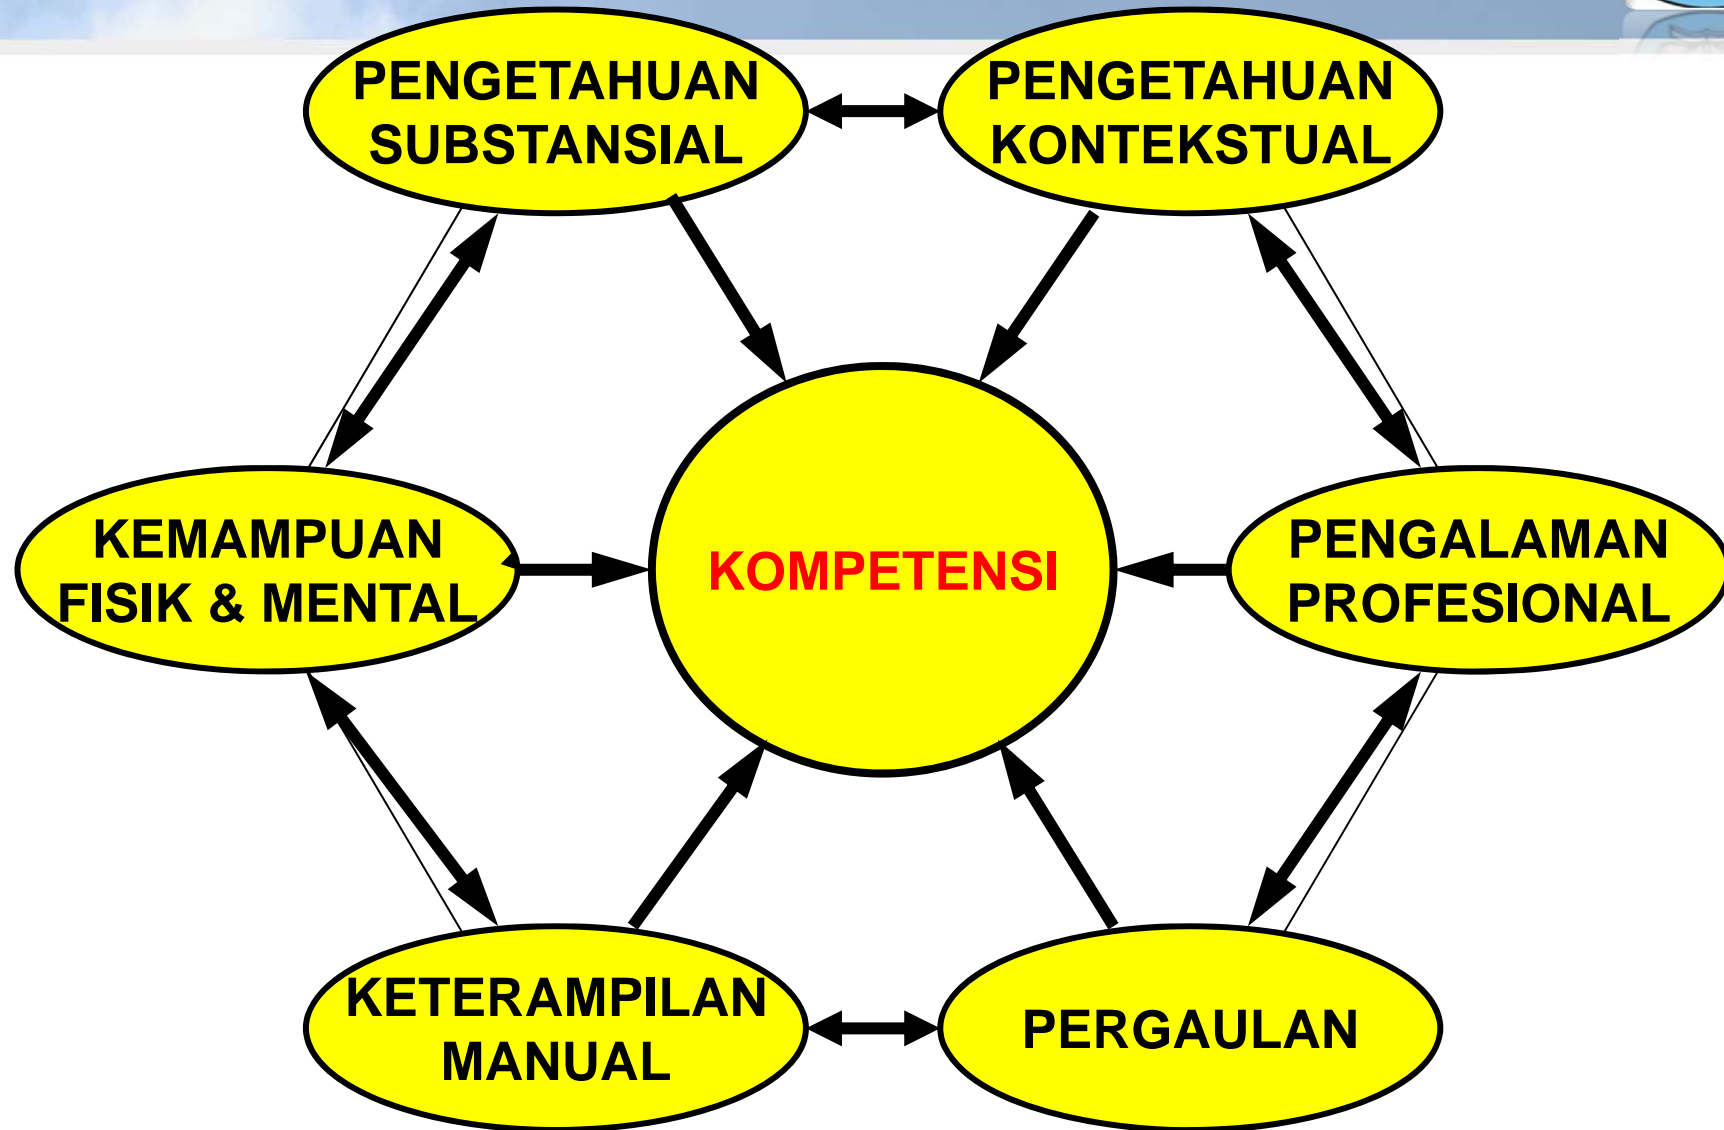 PENGETAHUAN
SUBSTANSIAL
PENGETAHUAN
KONTEKSTUAL
KEMAMPUAN
FISIK & MENTAL
KOMPETENSI
PENGALAMAN
PROFESIONAL
KETERAMPILAN
MANUAL
PERGAULAN